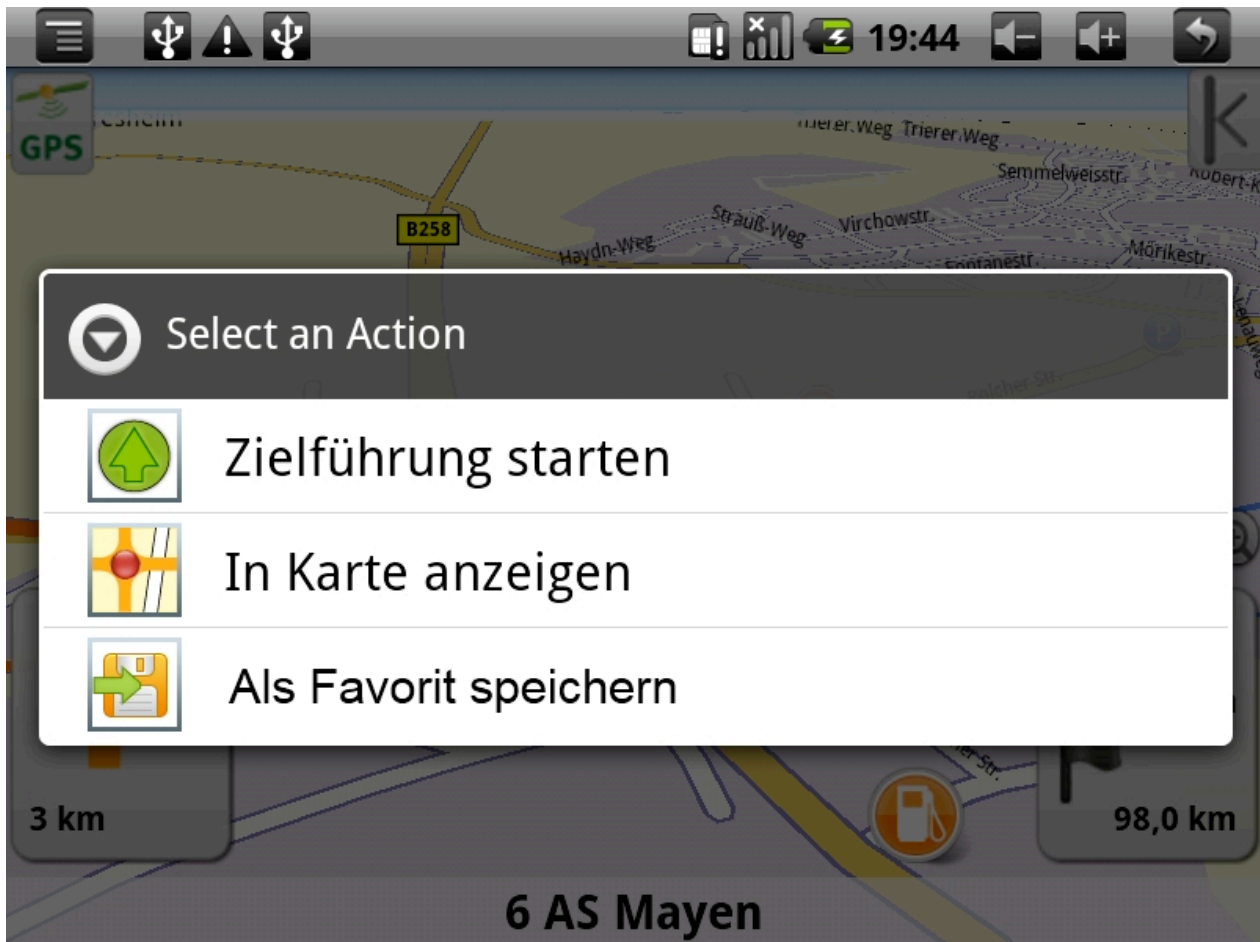 19:44
GPS
Trierer Weg Trierer Weg
Semmelweisstr.
B258
Strauß-Weg
Virchowstr.
Haydn-Weg
Mörikestr.
Fontanestr.
Select an Action
Zielführung starten
In Karte anzeigen
Als Favorit speichern
3 km
98,0 km
6 AS Mayen